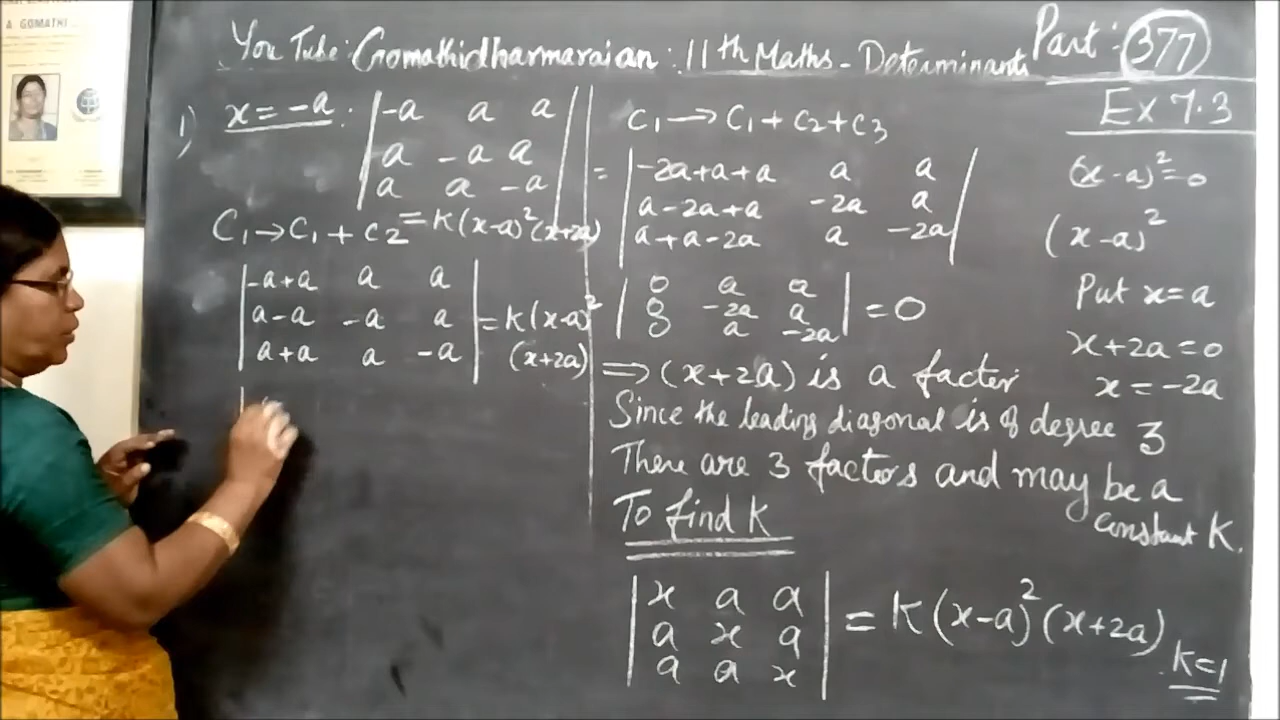 A GOMATHI
You Tube : Gomathidharmarajan : 11th Maths - Determinants Part : 377
Ex 7.3
1) x = -a : | -a a a |
| a -a a |
| a a -a |
= K(x-a)²(x+2a)
C₁ → C₁ + C₂
| -a+a a a |
| a-a -a a | = K(x-a)²
| a+a a -a | (x+2a)
C₁ → C₁ + C₂ + C₃
= | -2a+a+a a a |
| a-2a+a -2a a |
| a+a-2a a -2a |
| 0 a a |
| 0 -2a a | = 0
| 0 a -2a |
⇒ (x+2a) is a factor
Since the leading diagonal is of degree 3
There are 3 factors and may be a
constant K.
To find K
| x a a |
| a x a | = K(x-a)²(x+2a)
| a a x |
K=1
(x-a)²=0
(x-a)²
Put x=a
x+2a=0
x=-2a